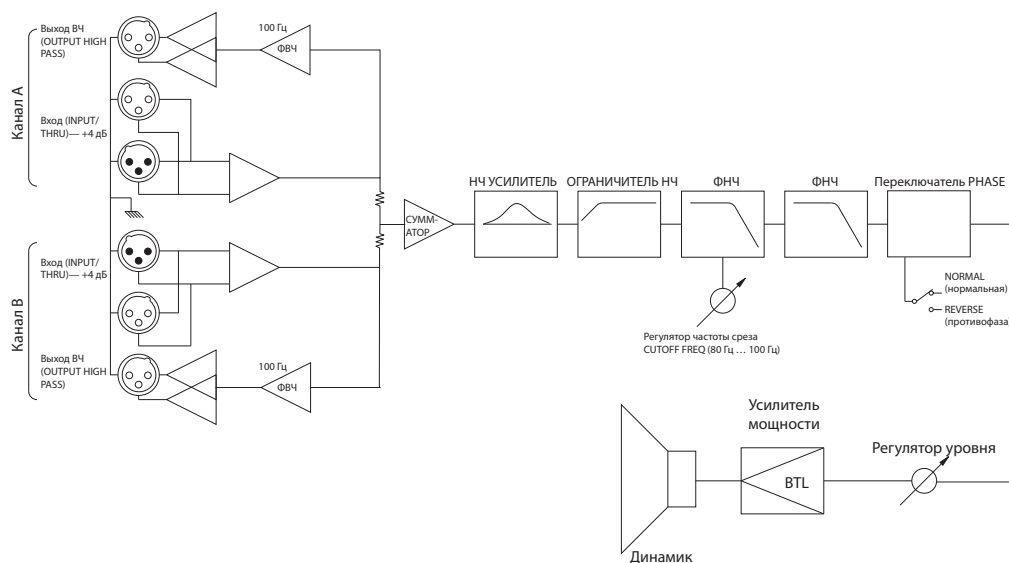 Канал A
Выход ВЧ
(OUTPUT HIGH
PASS)
100 Гц
ФВЧ
Вход (INPUT/
THRU)— +4 дБ
Канал B
Вход (INPUT/
THRU)— +4 дБ
Выход ВЧ
(OUTPUT HIGH
PASS)
100 Гц
ФВЧ
СУММ-
АТОР
НЧ УСИЛИТЕЛЬ
ОГРАНИЧИТЕЛЬ НЧ
ФНЧ
ФНЧ
Переключатель PHASE
NORMAL
(нормальная)
REVERSE
(противофаза)
Регулятор частоты среза
CUTOFF FREQ (80 Гц … 100 Гц)
Усилитель
мощности
BTL
Регулятор уровня
Динамик